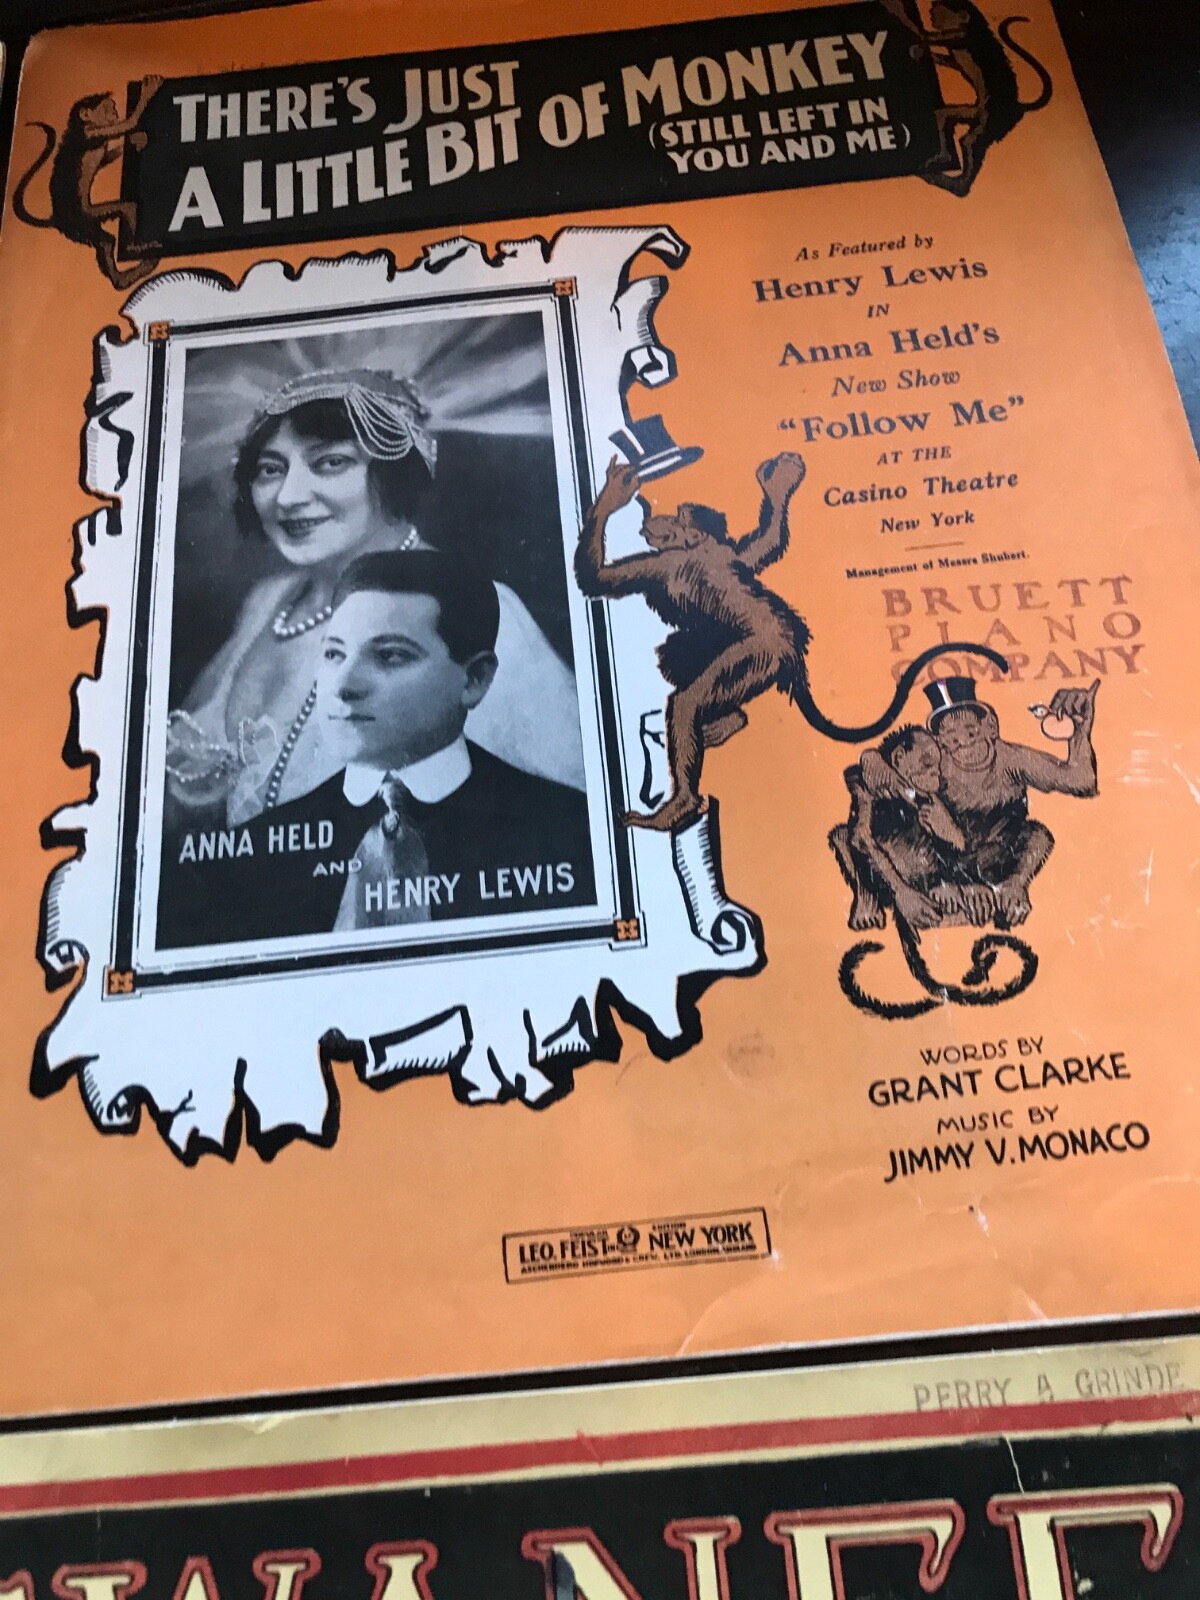 THERE'S JUST
A LITTLE BIT OF MONKEY
(STILL LEFT IN
YOU AND ME)
As Featured by
Henry Lewis
IN
Anna Held's
New Show
"Follow Me"
AT THE
Casino Theatre
New York
Management of Messrs Shubert.
BRUETT
PIANO
COMPANY
ANNA HELD
AND
HENRY LEWIS
WORDS BY
GRANT CLARKE
MUSIC BY
JIMMY V. MONACO
EDITION
LEO. FEIST NEW YORK
PERRY A GRINDE
WANEE